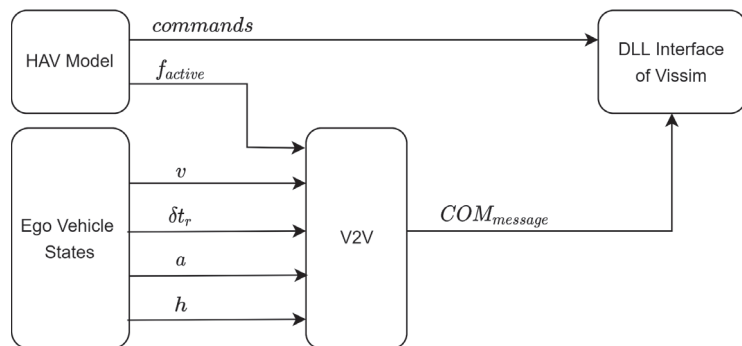 commands
HAV Model
DLL Interface
of Vissim
f_active
v
δt_r
Ego Vehicle
States
V2V
COM_message
a
h